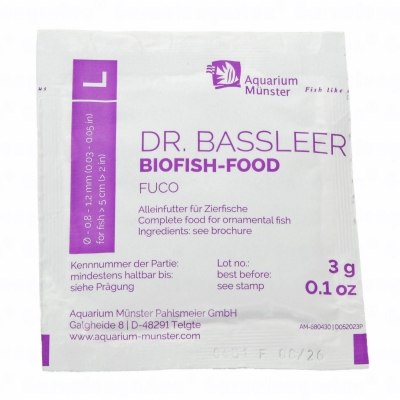 Aquarium
Münster
Fish like
L
Ø - 0.8 - 1.2 mm (0.03 - 0.05 in)
for fish > 5 cm (> 2 in)
DR. BASSLEER
BIOFISH-FOOD
FUCO
Alleinfutter für Zierfische
Complete food for ornamental fish
Ingredients: see brochure
Kennnummer der Partie:
mindestens haltbar bis:
siehe Prägung
Lot no.:
best before:
see stamp
3 g
0.1 oz
Aquarium Münster Pahlsmeier GmbH
Galgheide 8 | D-48291 Telgte
www.aquarium-munster.com
AM-580430 | D052023P